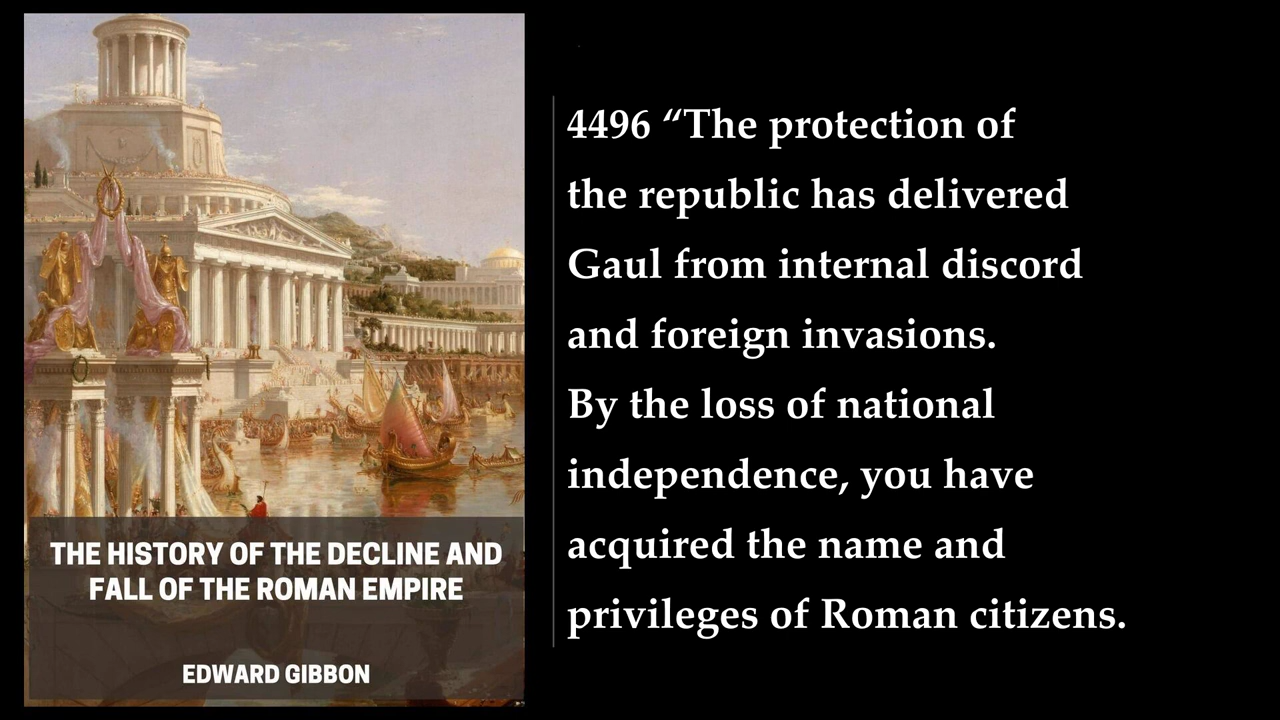 THE HISTORY OF THE DECLINE AND
FALL OF THE ROMAN EMPIRE
EDWARD GIBBON
4496 “The protection of
the republic has delivered
Gaul from internal discord
and foreign invasions.
By the loss of national
independence, you have
acquired the name and
privileges of Roman citizens.